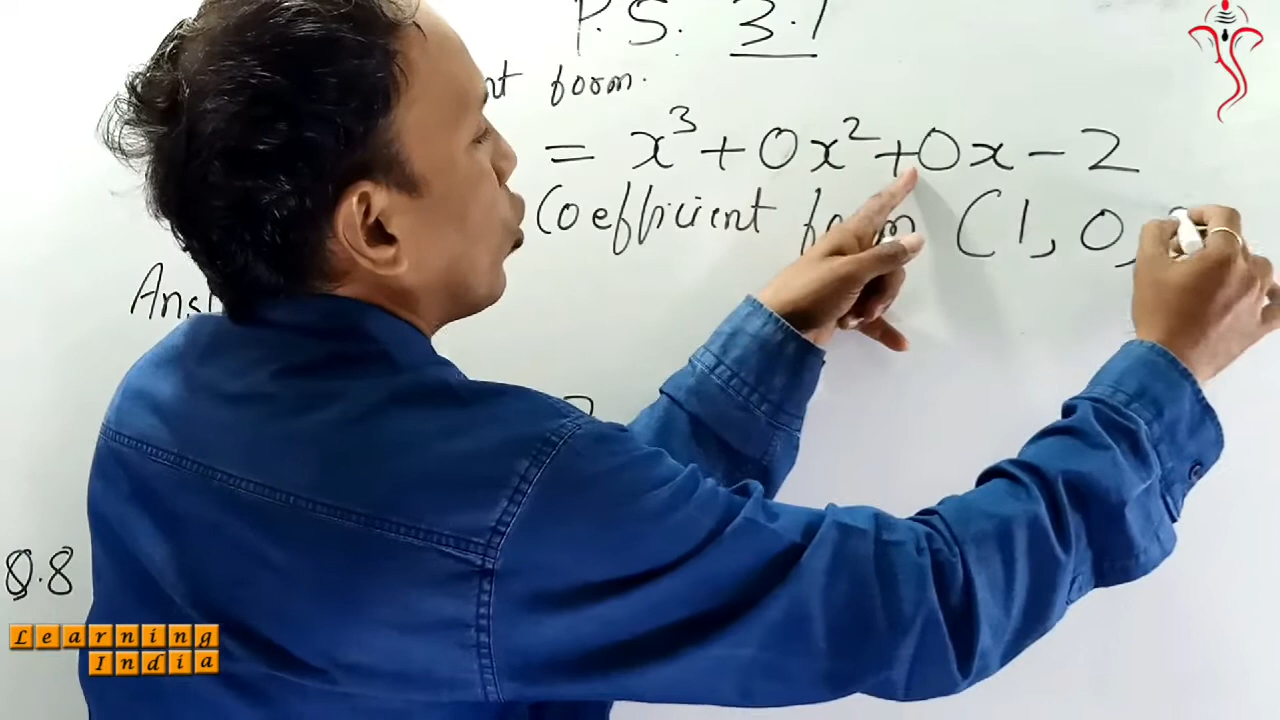 P.S. 3.1
nt form.
= x³ + 0x² + 0x - 2
Coefficient form (1, 0,
Ans
Q.8
Learning
India